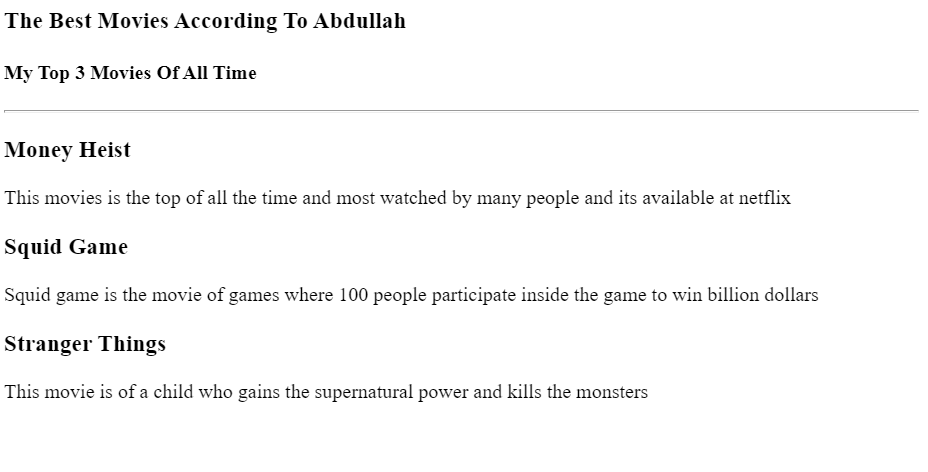 The Best Movies According To Abdullah
My Top 3 Movies Of All Time
Money Heist
This movies is the top of all the time and most watched by many people and its available at netflix
Squid Game
Squid game is the movie of games where 100 people participate inside the game to win billion dollars
Stranger Things
This movie is of a child who gains the supernatural power and kills the monsters